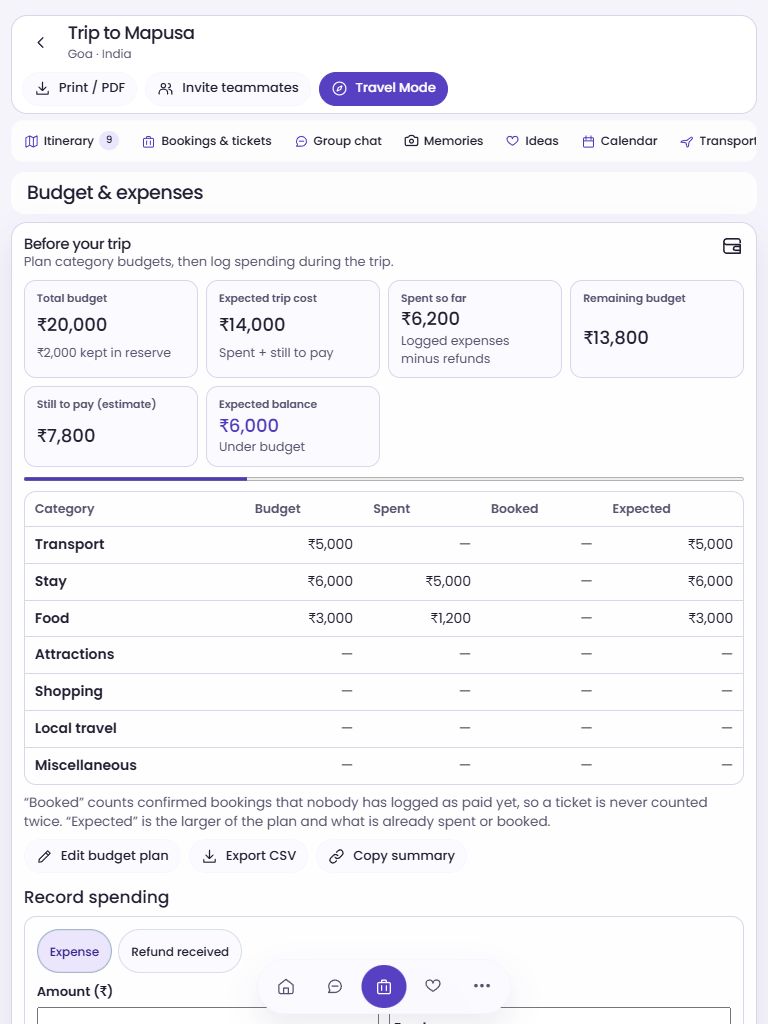 Trip to Mapusa
Goa · India
Print / PDF
Invite teammates
Travel Mode
Itinerary 9
Bookings & tickets
Group chat
Memories
Ideas
Calendar
Transport
Budget & expenses
Before your trip
Plan category budgets, then log spending during the trip.
Total budget
₹20,000
₹2,000 kept in reserve
Expected trip cost
₹14,000
Spent + still to pay
Spent so far
₹6,200
Logged expenses
minus refunds
Remaining budget
₹13,800
Still to pay (estimate)
₹7,800
Expected balance
₹6,000
Under budget
Category Budget Spent Booked Expected
Transport ₹5,000 — — ₹5,000
Stay ₹6,000 ₹5,000 — ₹6,000
Food ₹3,000 ₹1,200 — ₹3,000
Attractions — — — —
Shopping — — — —
Local travel — — — —
Miscellaneous — — — —
“Booked” counts confirmed bookings that nobody has logged as paid yet, so a ticket is never counted
twice. “Expected” is the larger of the plan and what is already spent or booked.
Edit budget plan
Export CSV
Copy summary
Record spending
Expense
Refund received
Amount (₹)